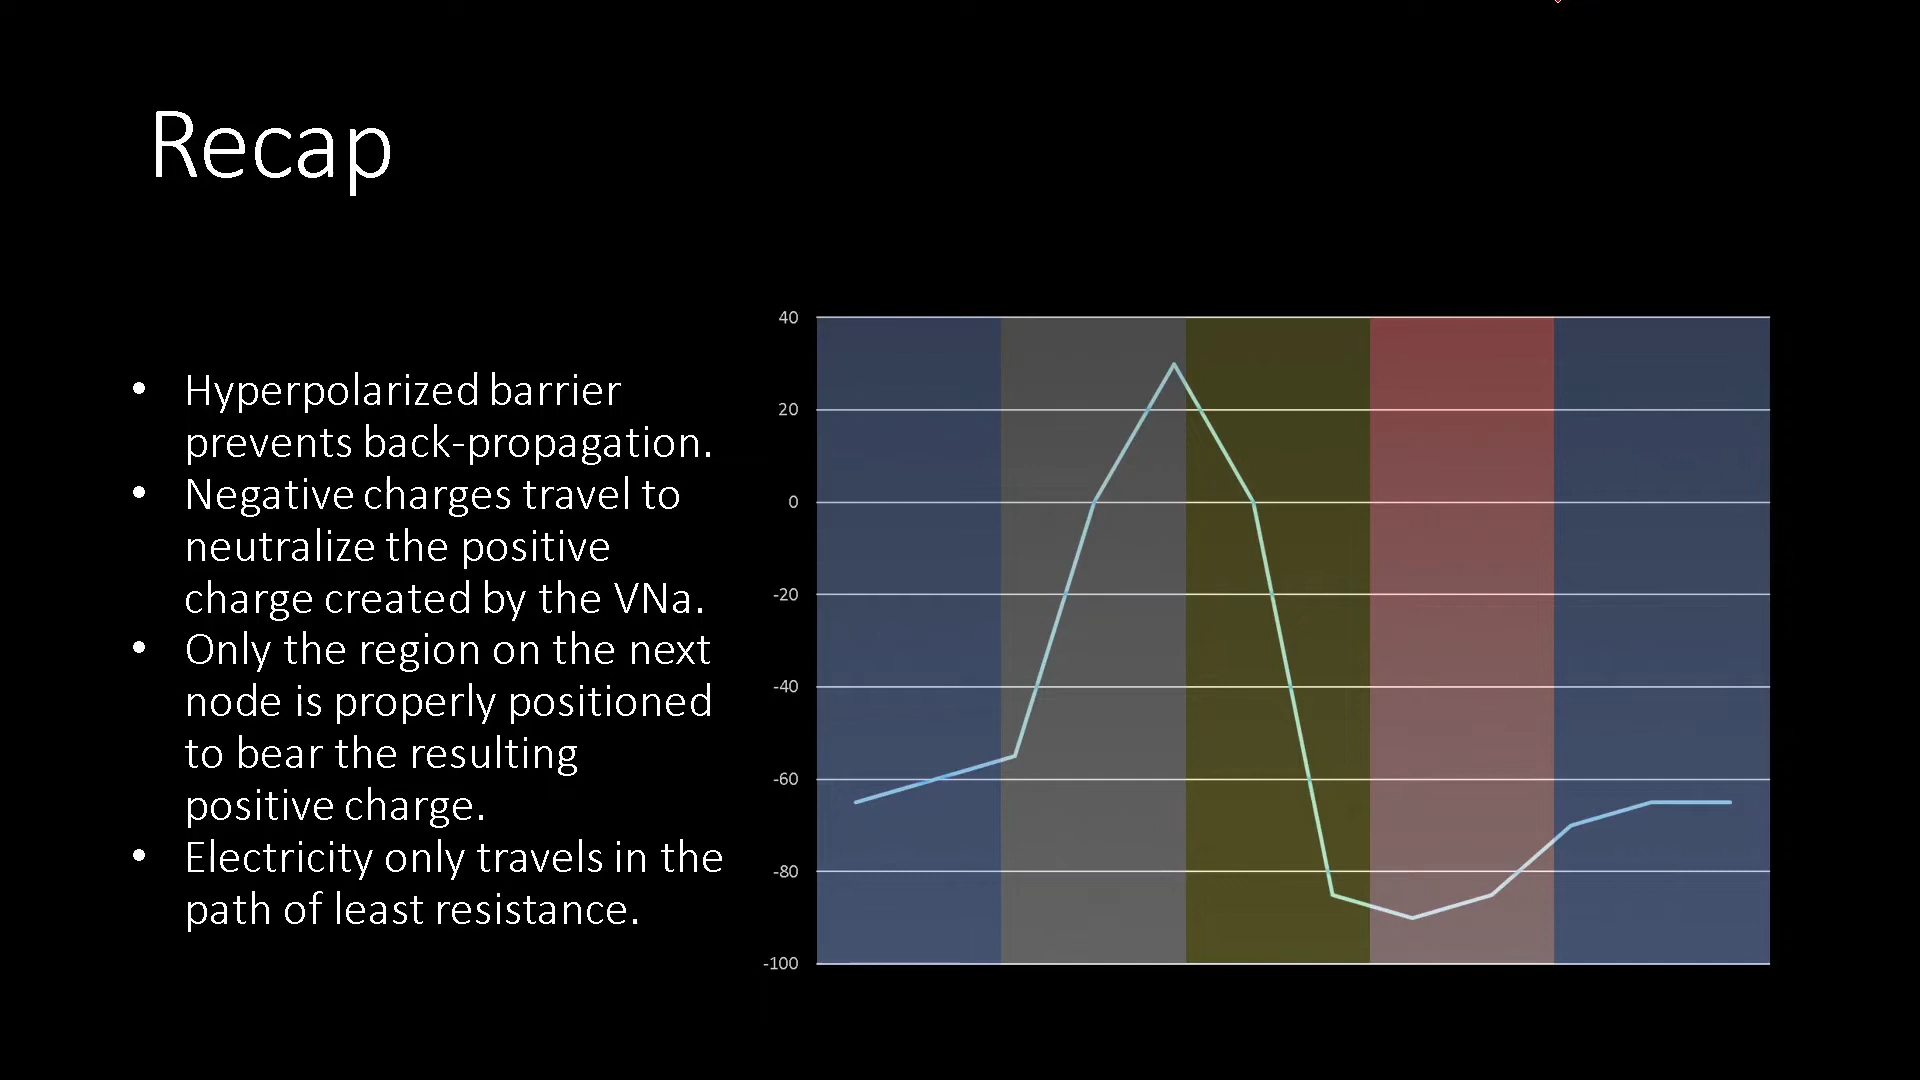 Recap
• Hyperpolarized barrier
prevents back-propagation.
• Negative charges travel to
neutralize the positive
charge created by the VNa.
• Only the region on the next
node is properly positioned
to bear the resulting
positive charge.
• Electricity only travels in the
path of least resistance.
40
20
0
-20
-40
-60
-80
-100